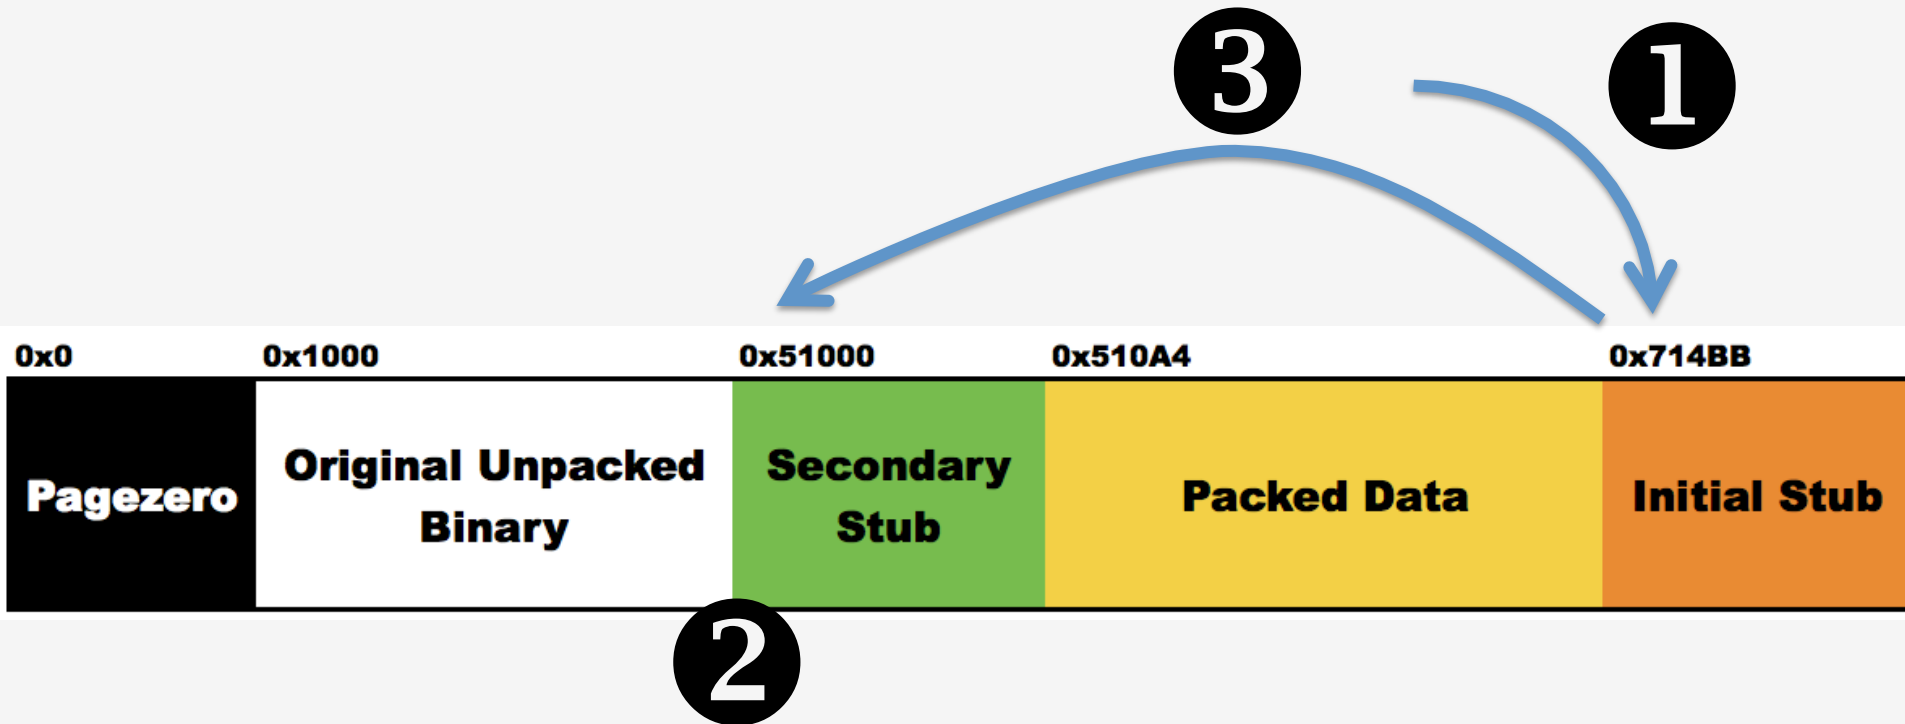 3
1
0x0
0x1000
0x51000
0x510A4
0x714BB
Pagezero
Original Unpacked
Binary
Secondary
Stub
Packed Data
Initial Stub
2